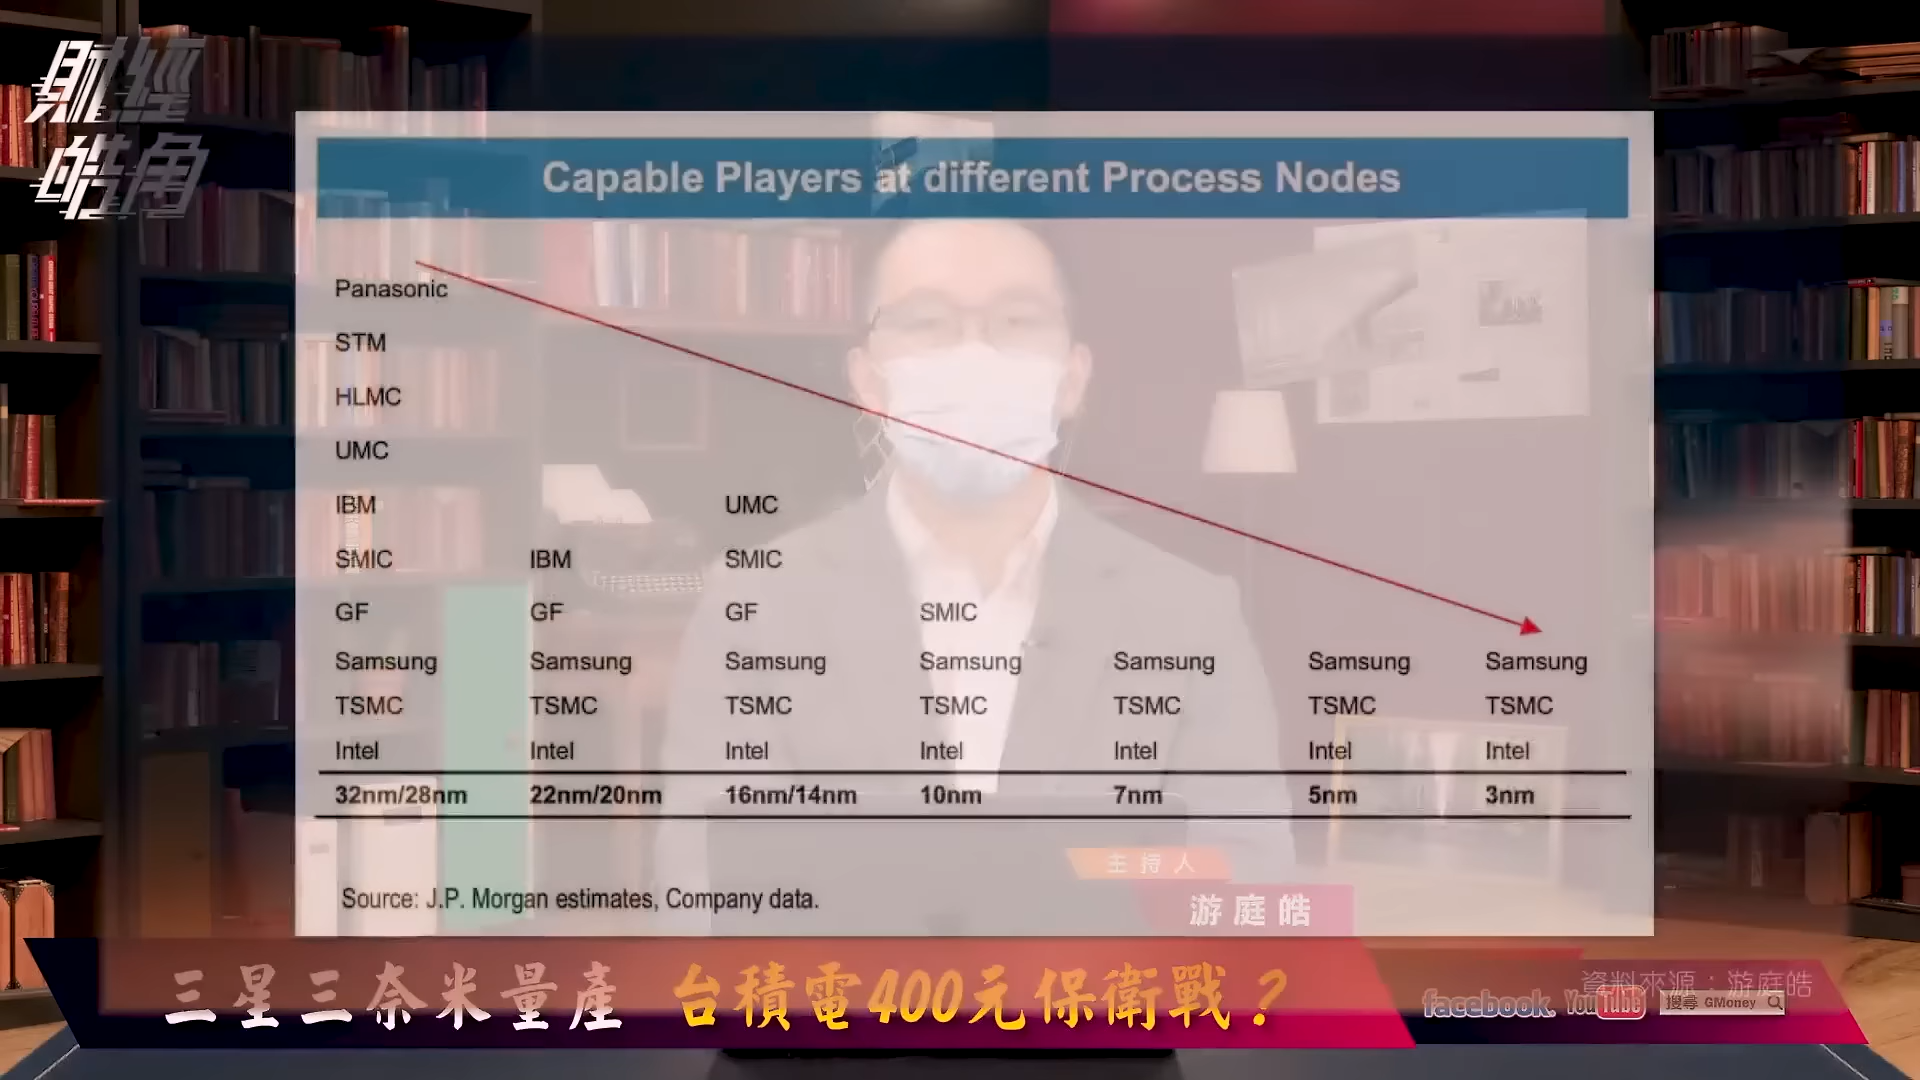 財經
皓角
Capable Players at different Process Nodes
Panasonic
STM
HLMC
UMC
IBM UMC
SMIC IBM SMIC
GF GF GF SMIC
Samsung Samsung Samsung Samsung Samsung Samsung Samsung
TSMC TSMC TSMC TSMC TSMC TSMC TSMC
Intel Intel Intel Intel Intel Intel Intel
32nm/28nm 22nm/20nm 16nm/14nm 10nm 7nm 5nm 3nm
Source: J.P. Morgan estimates, Company data.
主持人
游庭皓
三星三奈米量產 台積電400元保衛戰？
資料來源：游庭皓
facebook. YouTube 搜尋 GMoney